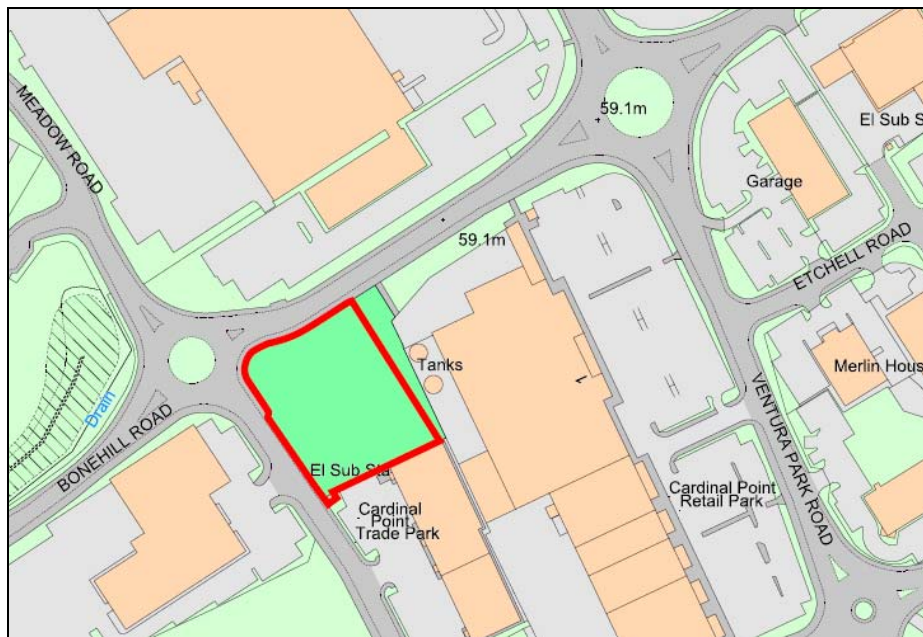 MEADOW ROAD
59.1m
El Sub S
Garage
59.1m
ETCHELL ROAD
Tanks
Merlin Hous
1
Drain
BONEHILL ROAD
VENTURA PARK ROAD
El Sub Sta
Cardinal
Point
Trade Park
Cardinal Point
Retail Park